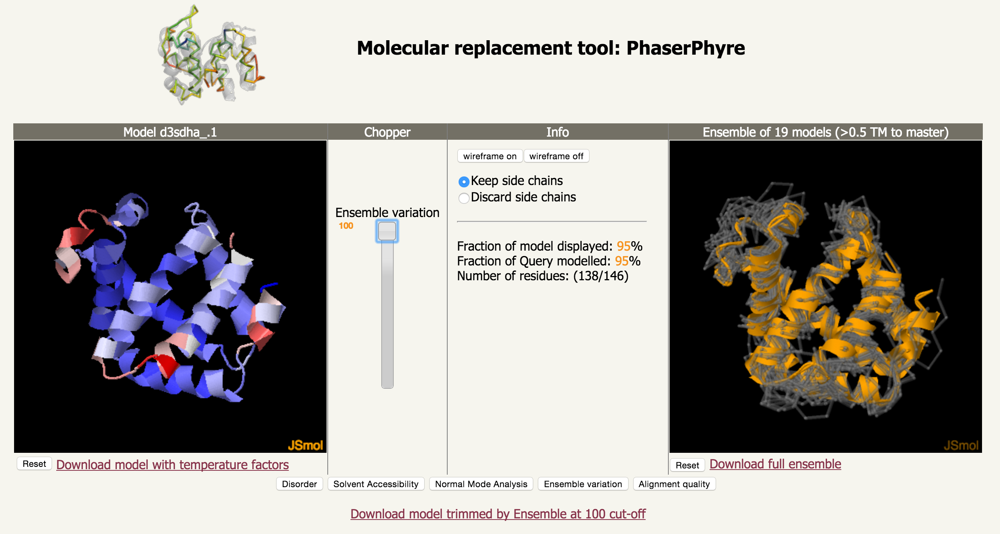 Molecular replacement tool: PhaserPhyre
Model d3sdha_.1
Chopper
Info
Ensemble of 19 models (>0.5 TM to master)
wireframe on
wireframe off
Keep side chains
Discard side chains
Ensemble variation
100
Fraction of model displayed: 95%
Fraction of Query modelled: 95%
Number of residues: (138/146)
JSmol
JSmol
Reset
Download model with temperature factors
Reset
Download full ensemble
Disorder
Solvent Accessibility
Normal Mode Analysis
Ensemble variation
Alignment quality
Download model trimmed by Ensemble at 100 cut-off